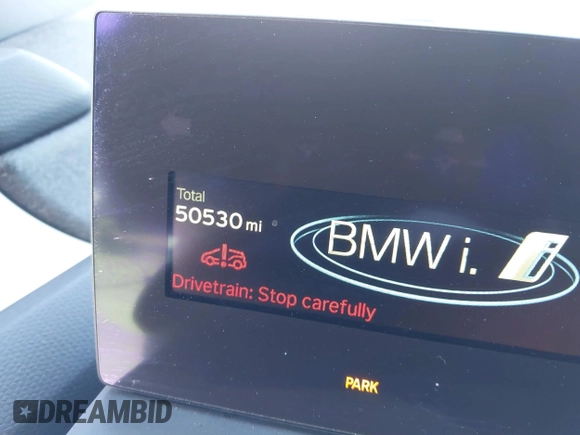 Total
50530 mi
BMW i.
Drivetrain: Stop carefully
PARK
DREAMBID